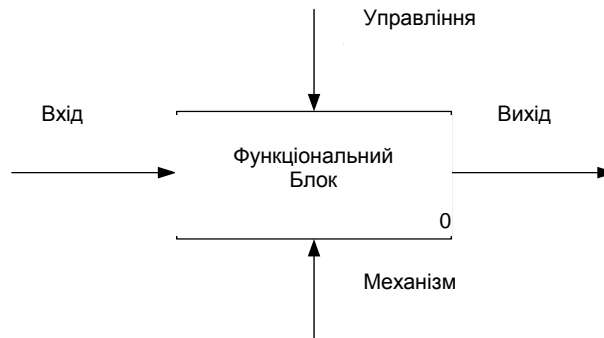 Управління
Вхід
Вихід
Функціональний
Блок
0
Механізм